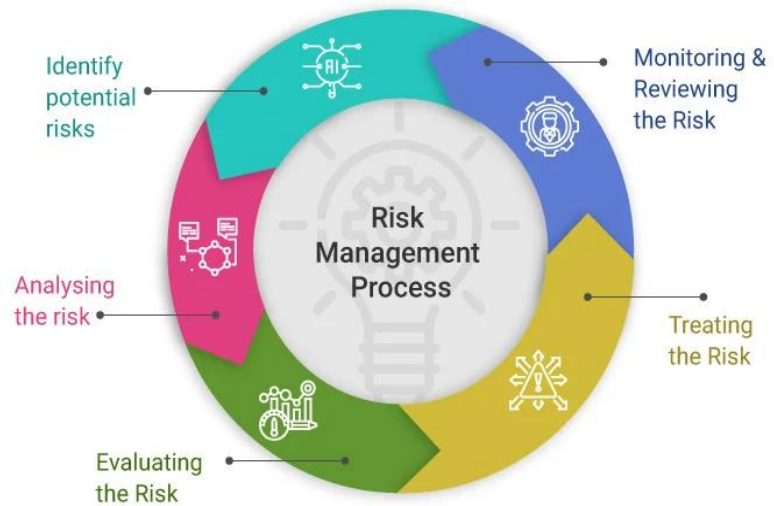 Identify
potential
risks
Monitoring &
Reviewing
the Risk
AI
Risk
Management
Process
Analysing
the risk
Treating
the Risk
Evaluating
the Risk